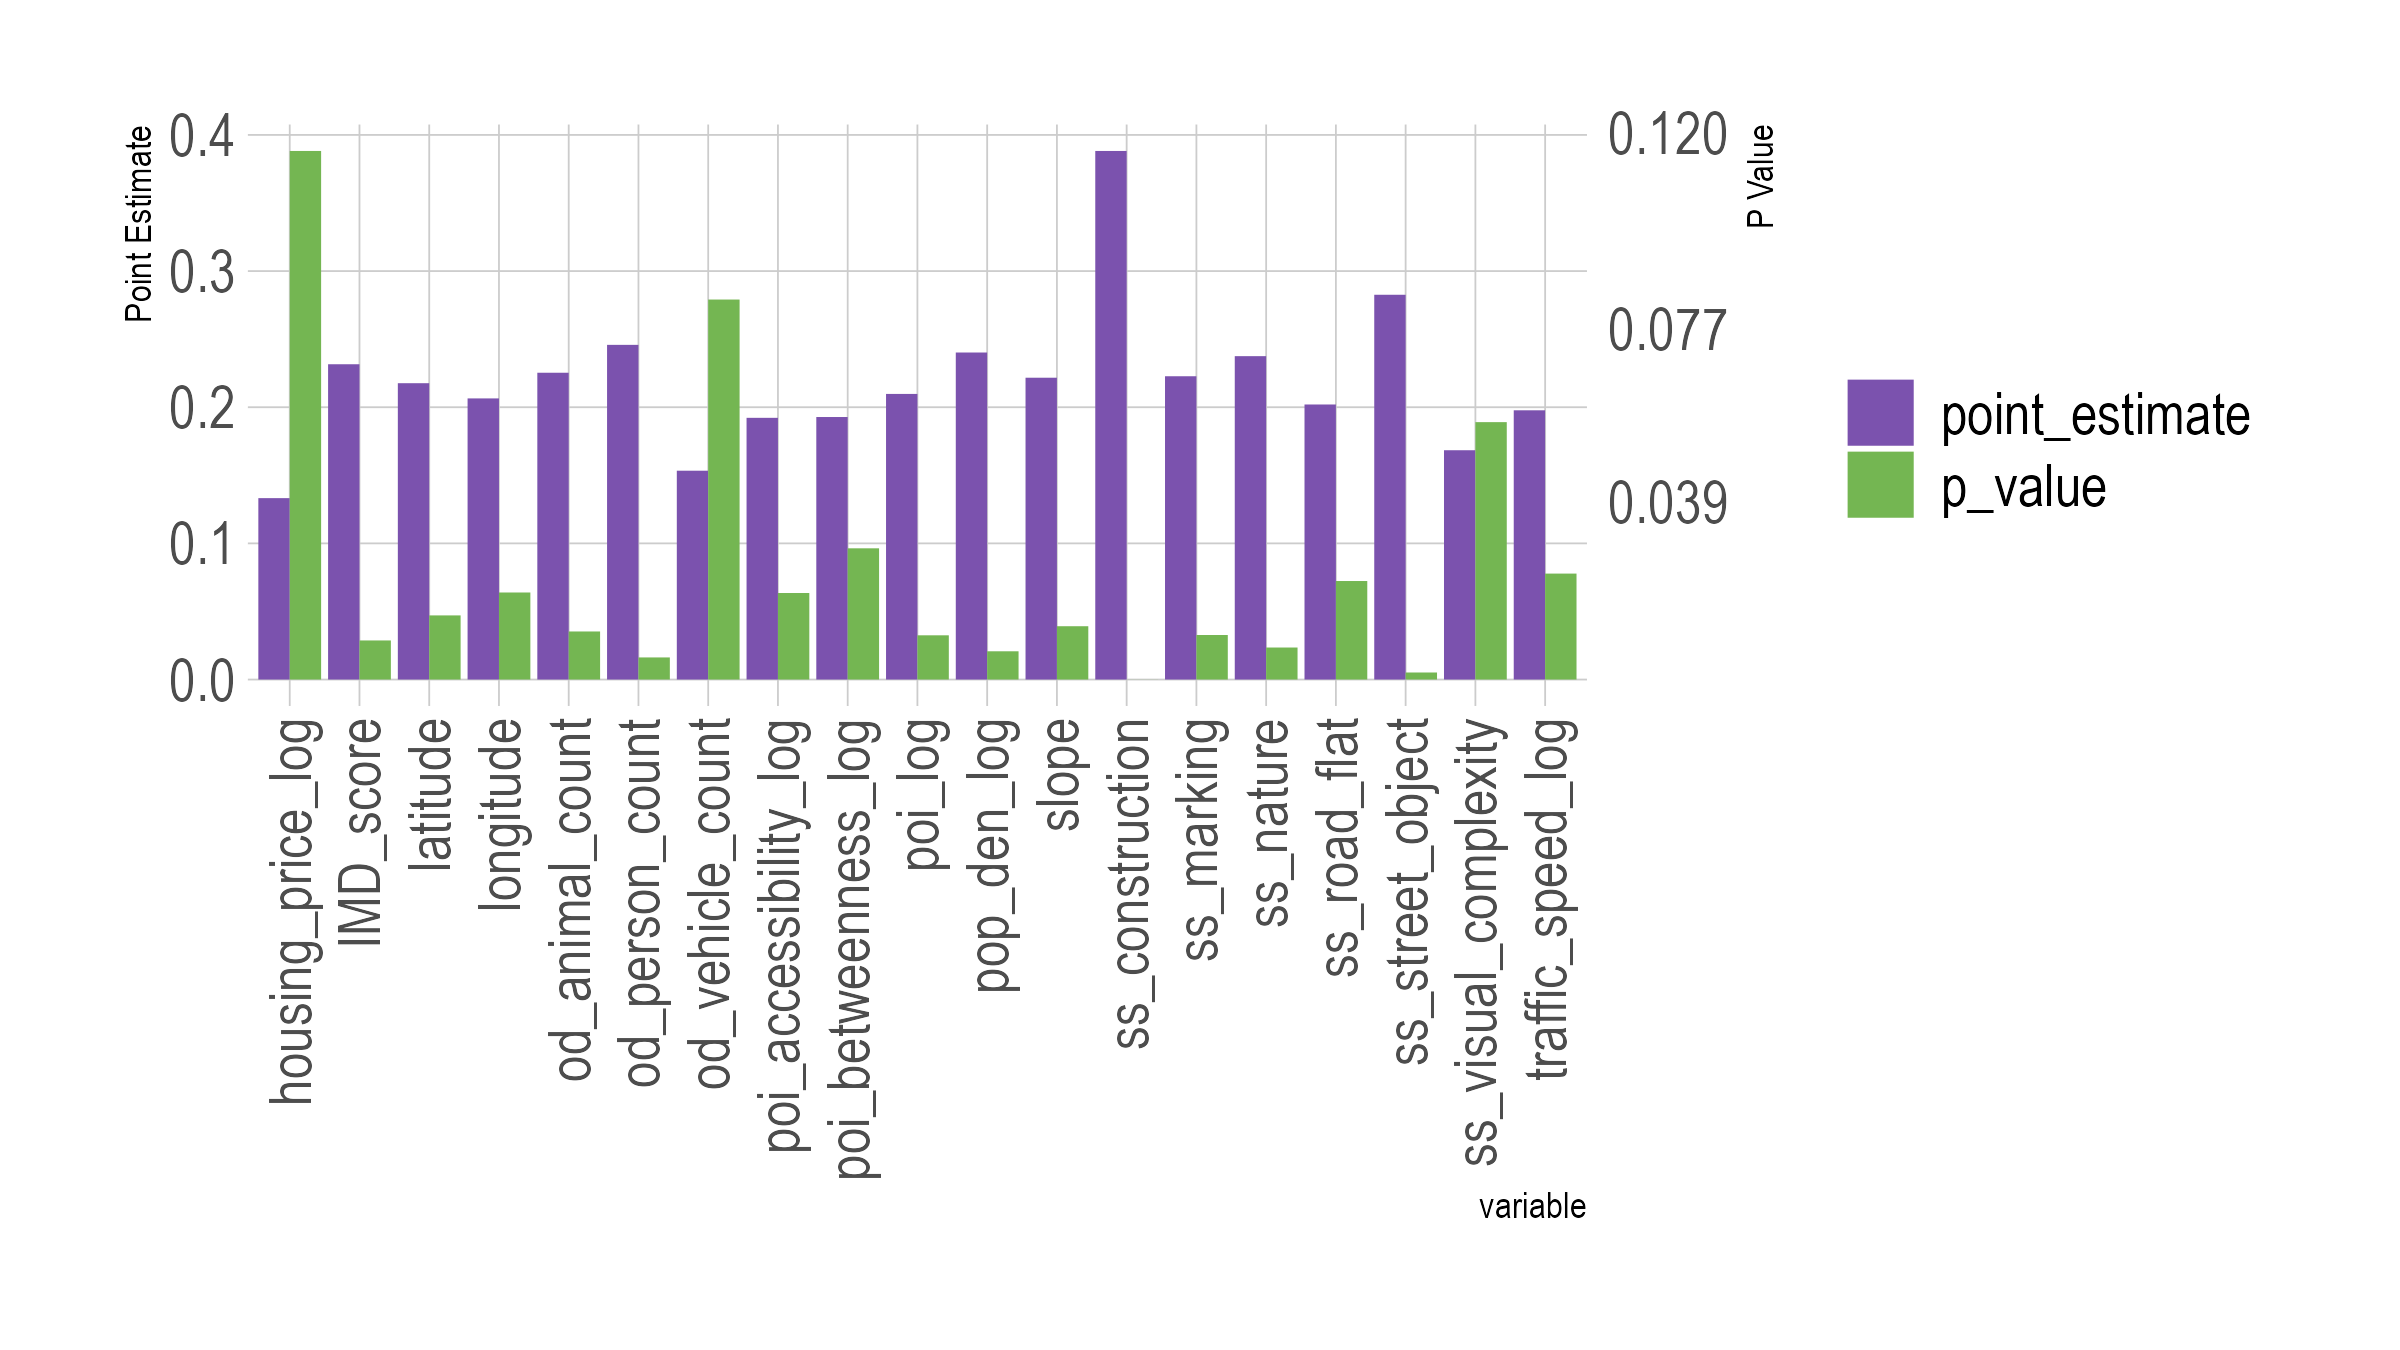 Point Estimate
0.4
0.3
0.2
0.1
0.0
0.120
0.077
0.039
P Value
point_estimate
p_value
housing_price_log
IMD_score
latitude
longitude
od_animal_count
od_person_count
od_vehicle_count
poi_accessibility_log
poi_betweenness_log
poi_log
pop_den_log
slope
ss_construction
ss_marking
ss_nature
ss_road_flat
ss_street_object
ss_visual_complexity
traffic_speed_log
variable